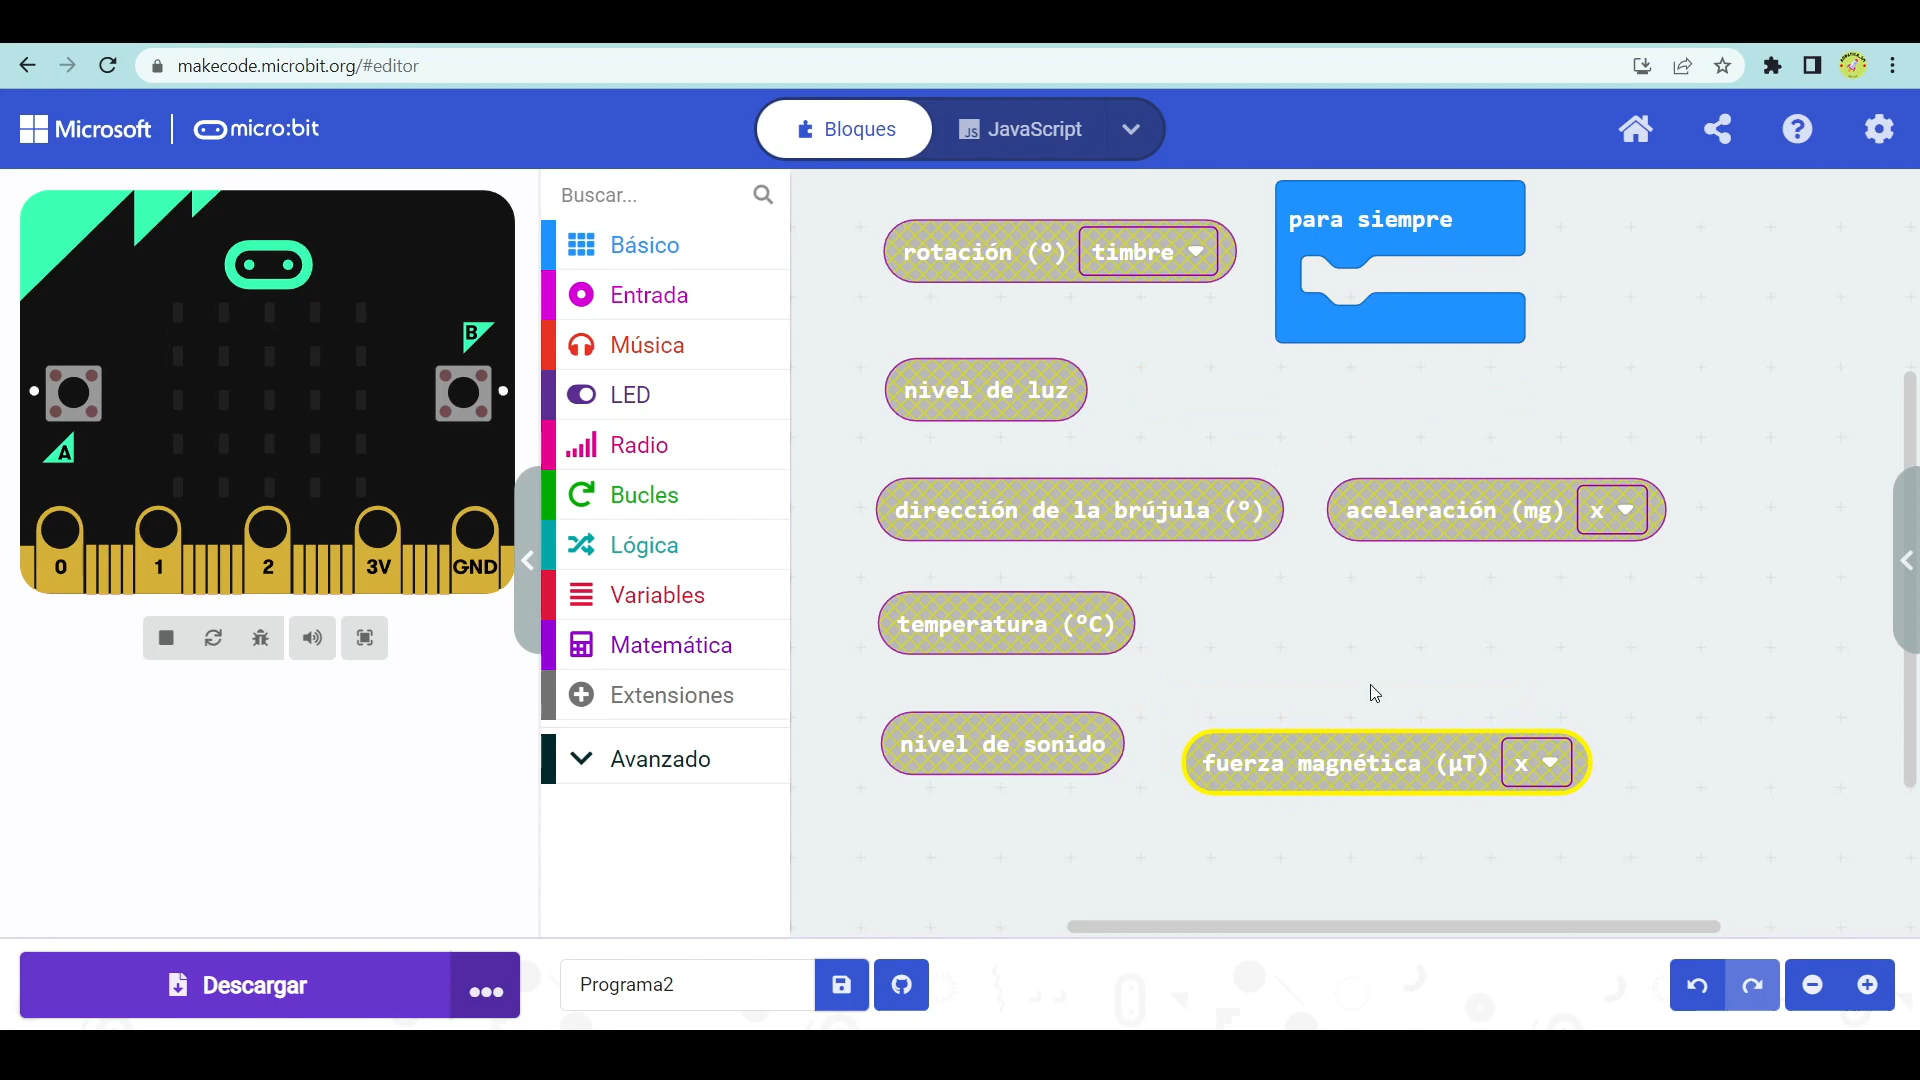 makecode.microbit.org/#editor
Microsoft
micro:bit
Bloques
JS JavaScript
Buscar...
Básico
Entrada
Música
LED
Radio
Bucles
Lógica
Variables
Matemática
Extensiones
Avanzado
B
A
0 1 2 3V GND
para siempre
rotación (º) timbre
nivel de luz
dirección de la brújula (º)
aceleración (mg) x
temperatura (ºC)
nivel de sonido
fuerza magnética (µT) x
Descargar
Programa2